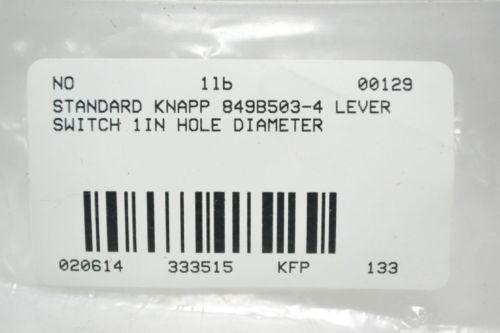 NO 1lb 00129
STANDARD KNAPP 849B503-4 LEVER
SWITCH 1IN HOLE DIAMETER
020614 333515 KFP 133